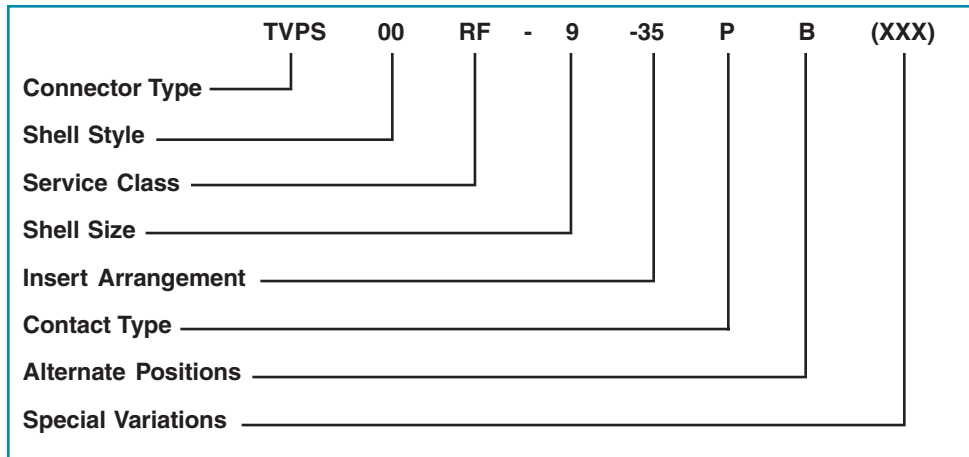 TVPS 00 RF - 9 -35 P B (XXX)
Connector Type
Shell Style
Service Class
Shell Size
Insert Arrangement
Contact Type
Alternate Positions
Special Variations